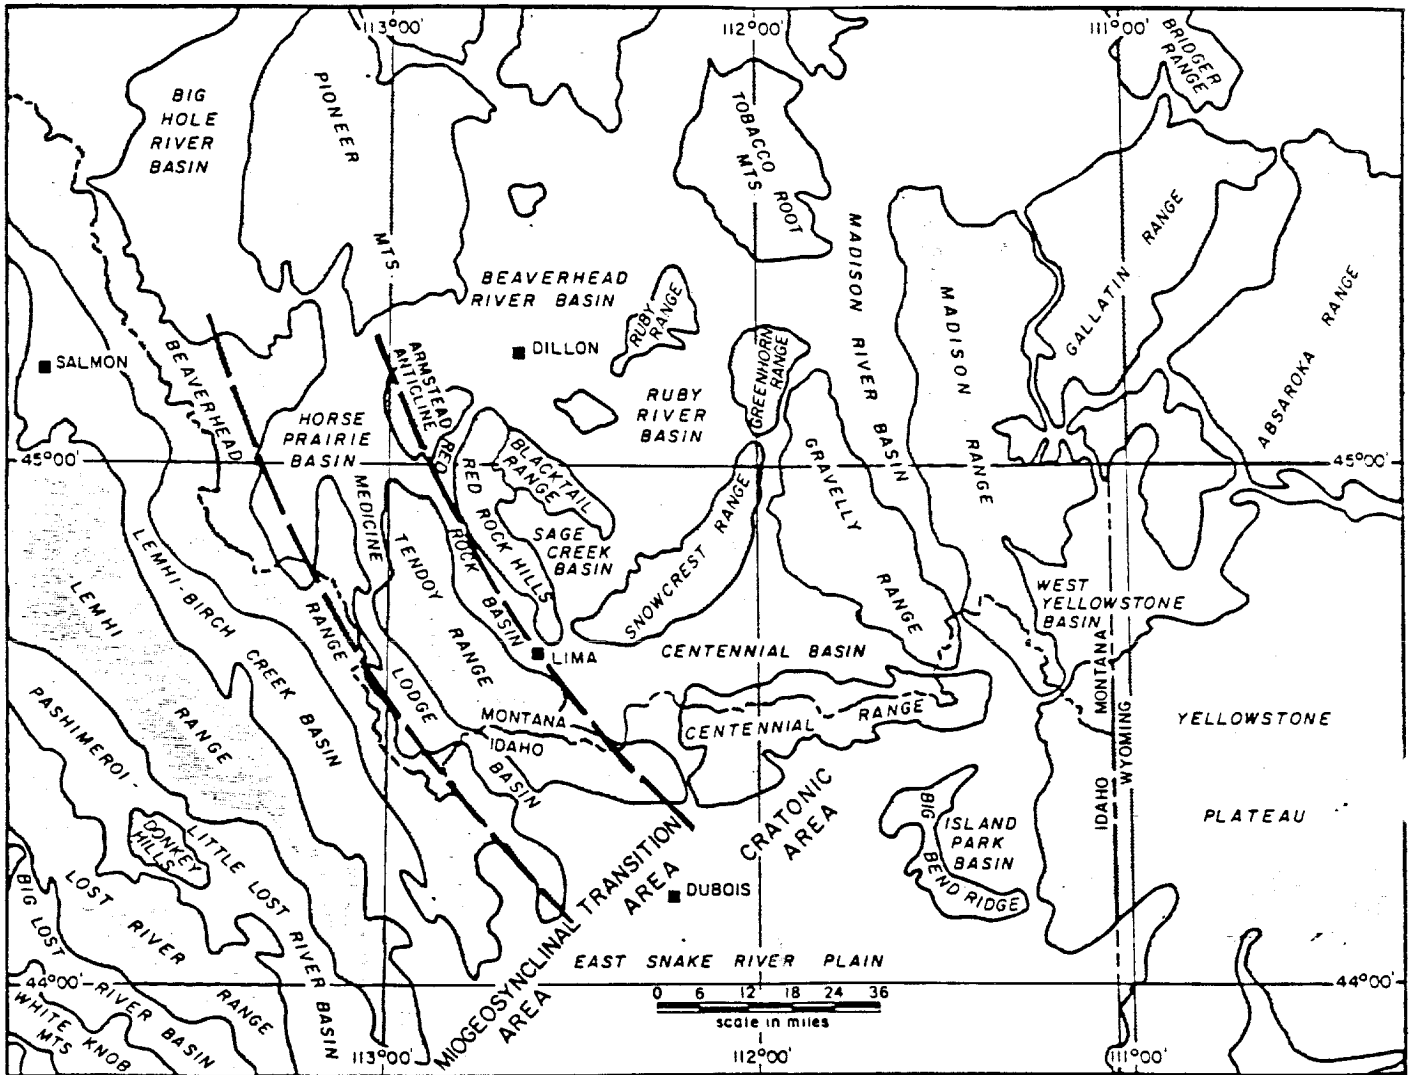 113°00'
112°00'
111°00'
BRIDGER
RANGE
BIG
HOLE
RIVER
BASIN
PIONEER
MTS
TOBACCO
ROOT
MTS
BEAVERHEAD
RIVER BASIN
RUBY
RANGE
MADISON RIVER BASIN
MADISON RANGE
GALLATIN RANGE
ABSAROKA RANGE
SALMON
BEAVERHEAD RANGE
ARMSTEAD
ANTICLINE
DILLON
GREENHORN
RANGE
HORSE
PRAIRIE
BASIN
RUBY
RIVER
BASIN
45°00'
45°00'
RED ROCK BASIN
RED ROCK HILLS
BLACKTAIL
RANGE
SAGE
CREEK
BASIN
SNOWCREST RANGE
GRAVELLY RANGE
MEDICINE LODGE BASIN
TENDOY RANGE
LEMHI-BIRCH CREEK BASIN
LEMHI RANGE
WEST
YELLOWSTONE
BASIN
LIMA
CENTENNIAL BASIN
MONTANA
IDAHO
CENTENNIAL RANGE
MONTANA
IDAHO
WYOMING
YELLOWSTONE
PLATEAU
PAHSIMEROI-LITTLE LOST RIVER BASIN
DONKEY
HILLS
LOST RIVER RANGE
BIG LOST RIVER BASIN
WHITE KNOB
MTS
MIOGEOSYNCLINAL
AREA
TRANSITION
AREA
CRATONIC
AREA
BIG BEND RIDGE
ISLAND
PARK
BASIN
DUBOIS
EAST SNAKE RIVER PLAIN
44°00'
44°00'
0 6 12 18 24 36
scale in miles
113°00'
112°00'
111°00'